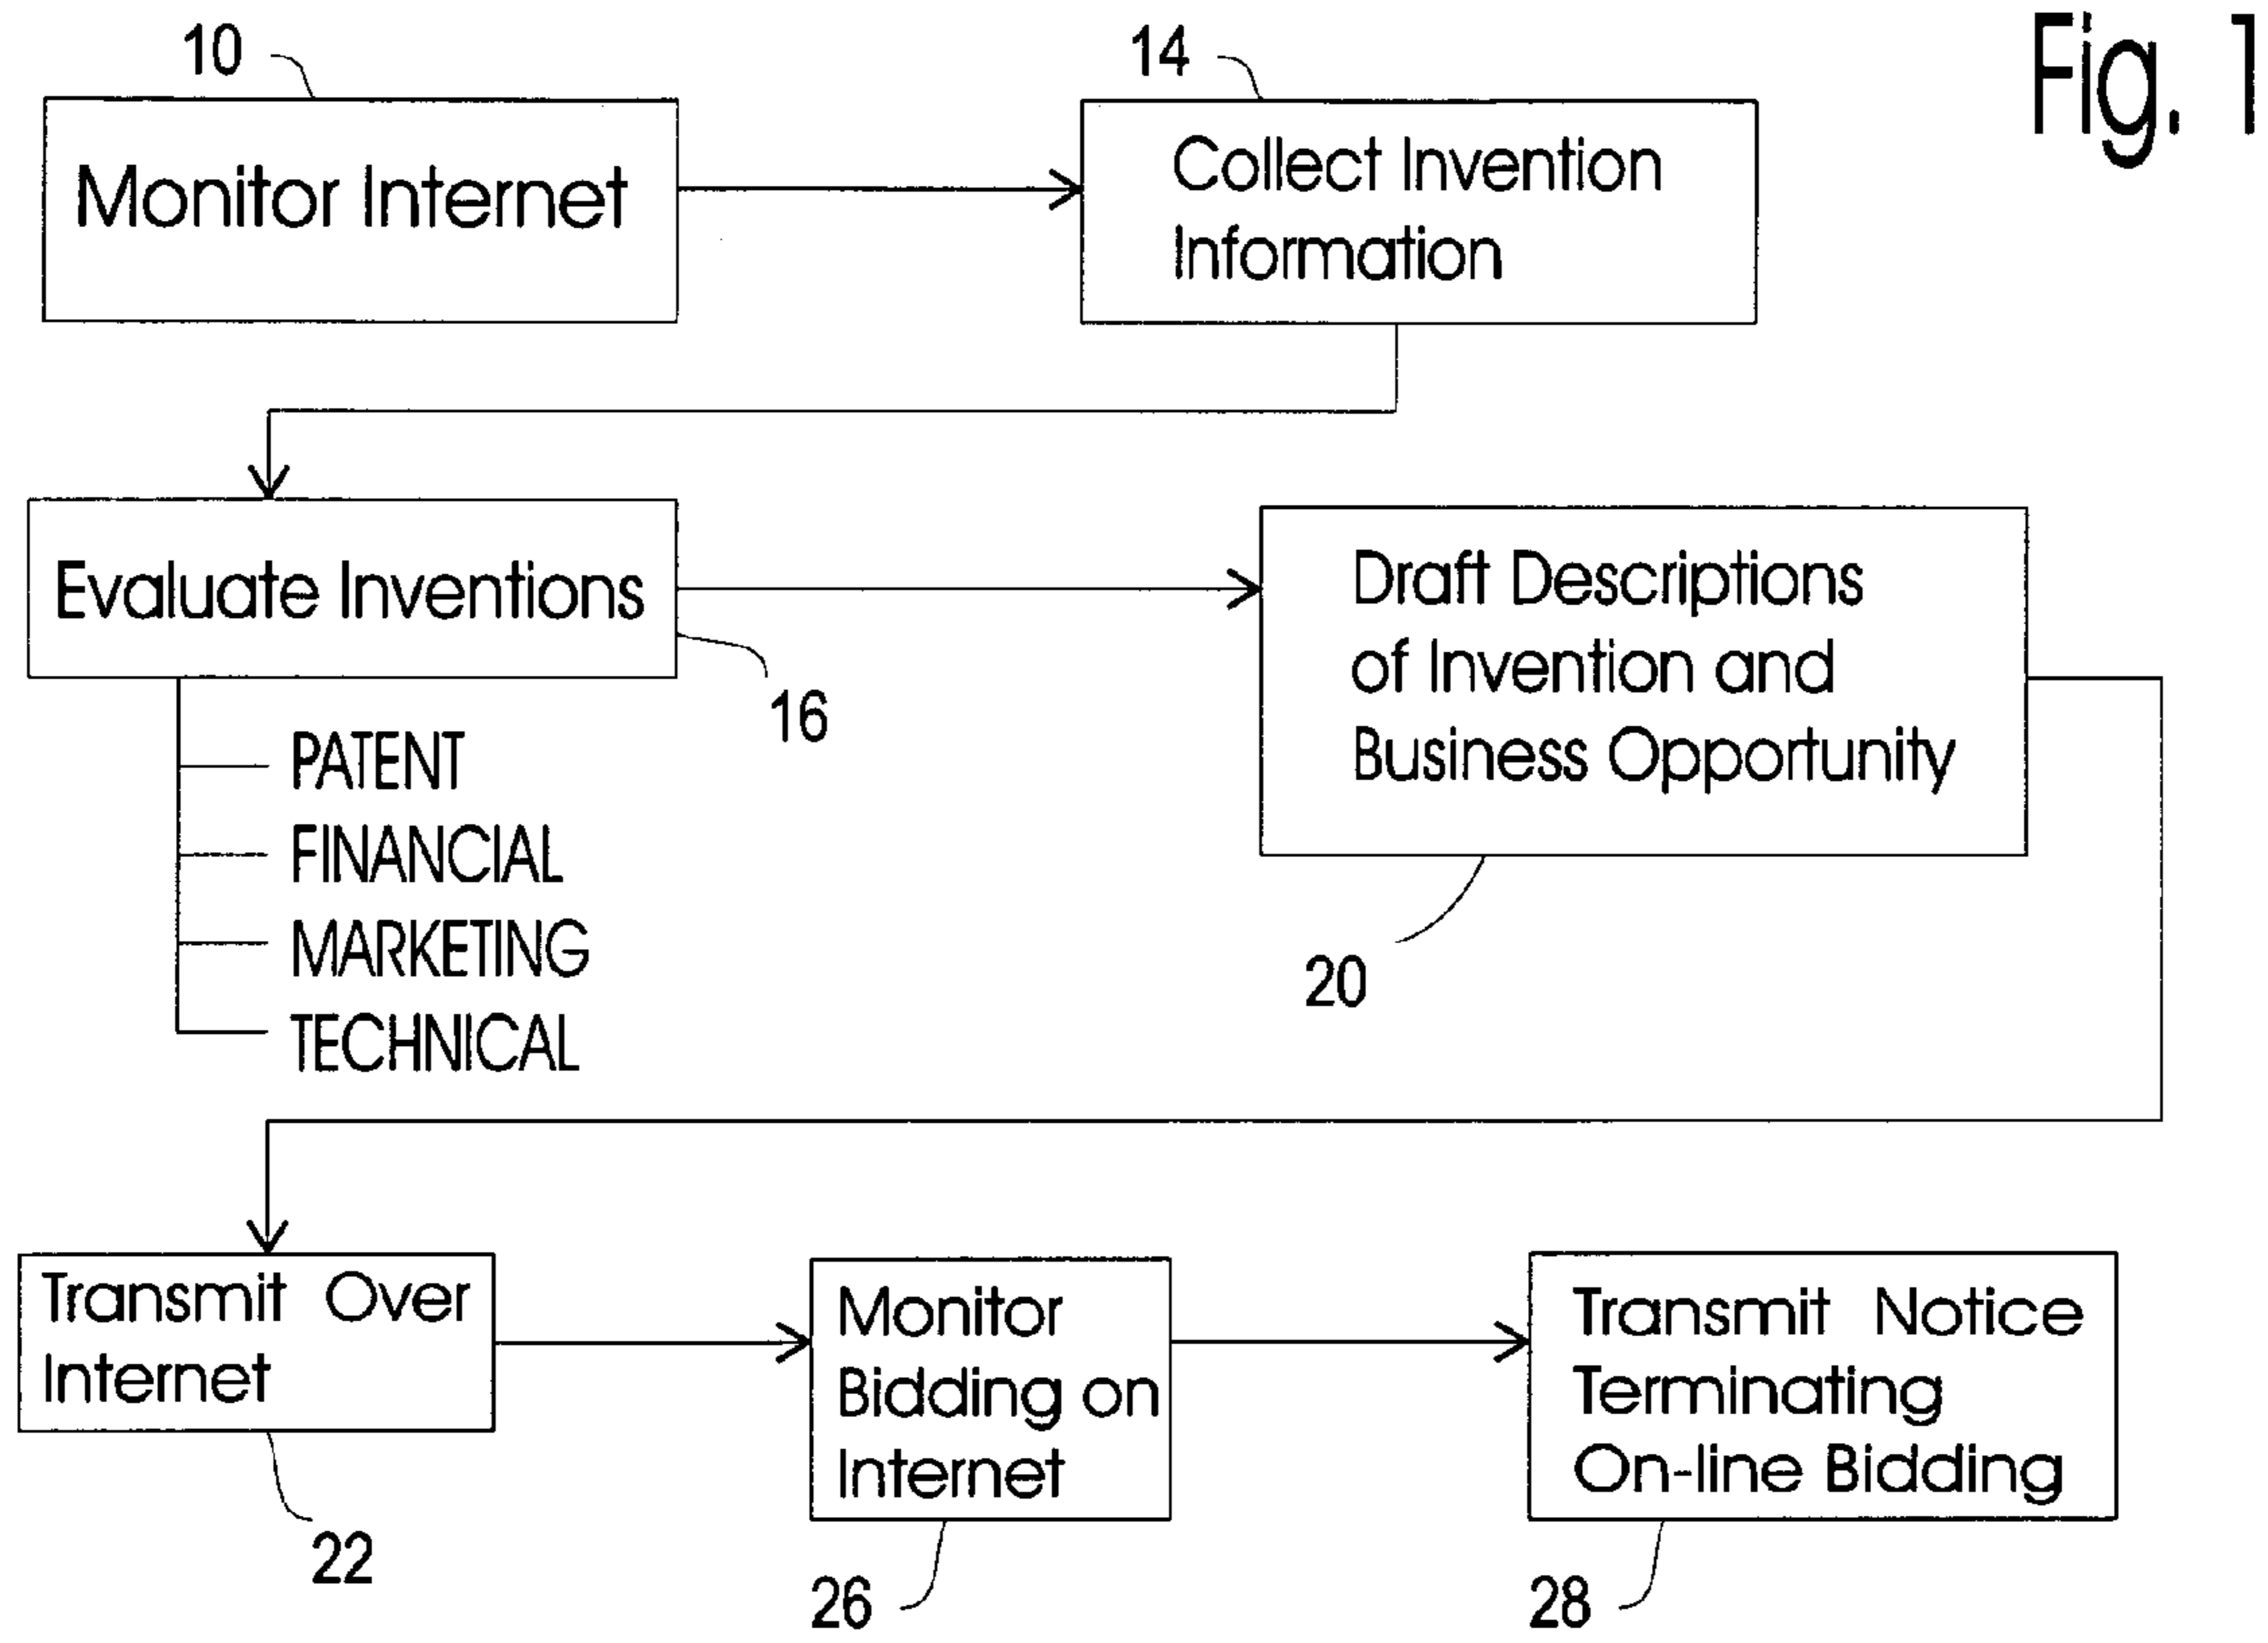 Fig. 1
10
14
Monitor Internet
Collect Invention
Information
Evaluate Inventions
16
Draft Descriptions
of Invention and
Business Opportunity
20
PATENT
FINANCIAL
MARKETING
TECHNICAL
Transmit Over
Internet
22
Monitor
Bidding on
Internet
26
Transmit Notice
Terminating
On-line Bidding
28